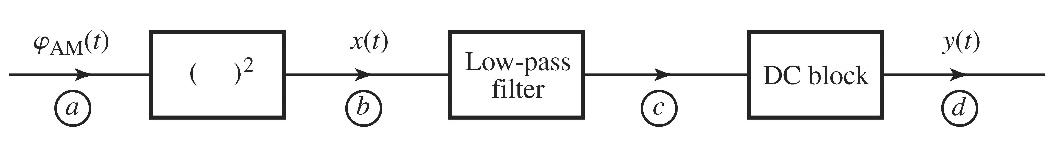 φAM(t)
x(t)
y(t)
( )²
Low-pass
filter
DC block
a
b
c
d